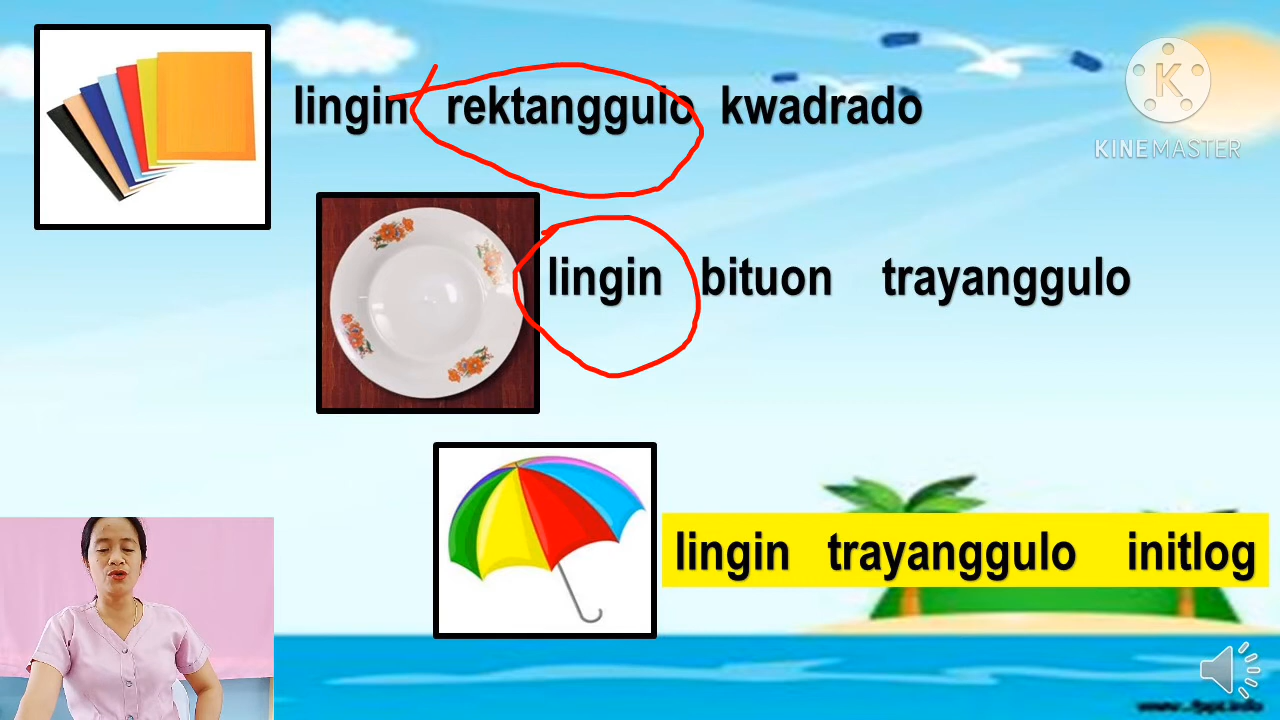 lingin rektanggulo kwadrado
K
KINEMASTER
lingin bituon trayanggulo
lingin trayanggulo initlog